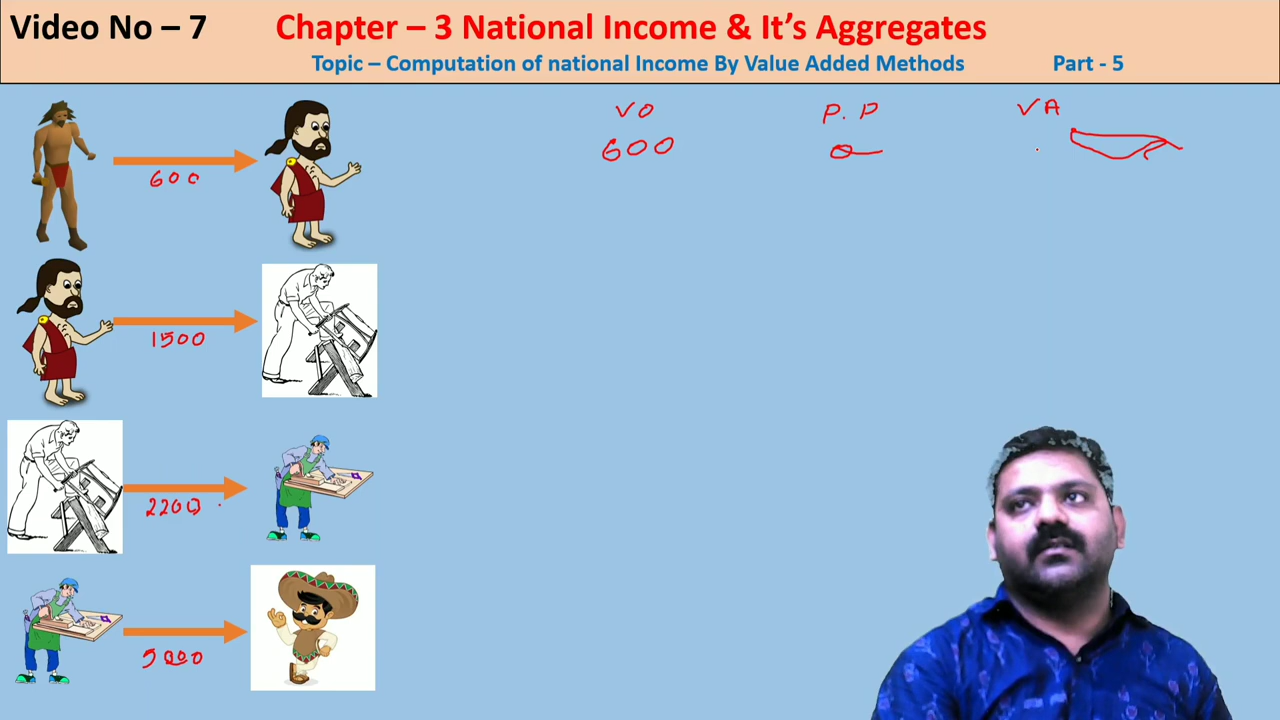 Video No – 7 Chapter – 3 National Income & It’s Aggregates
Topic – Computation of national Income By Value Added Methods Part - 5
VO P.P VA
600
600
1500
2200
5000